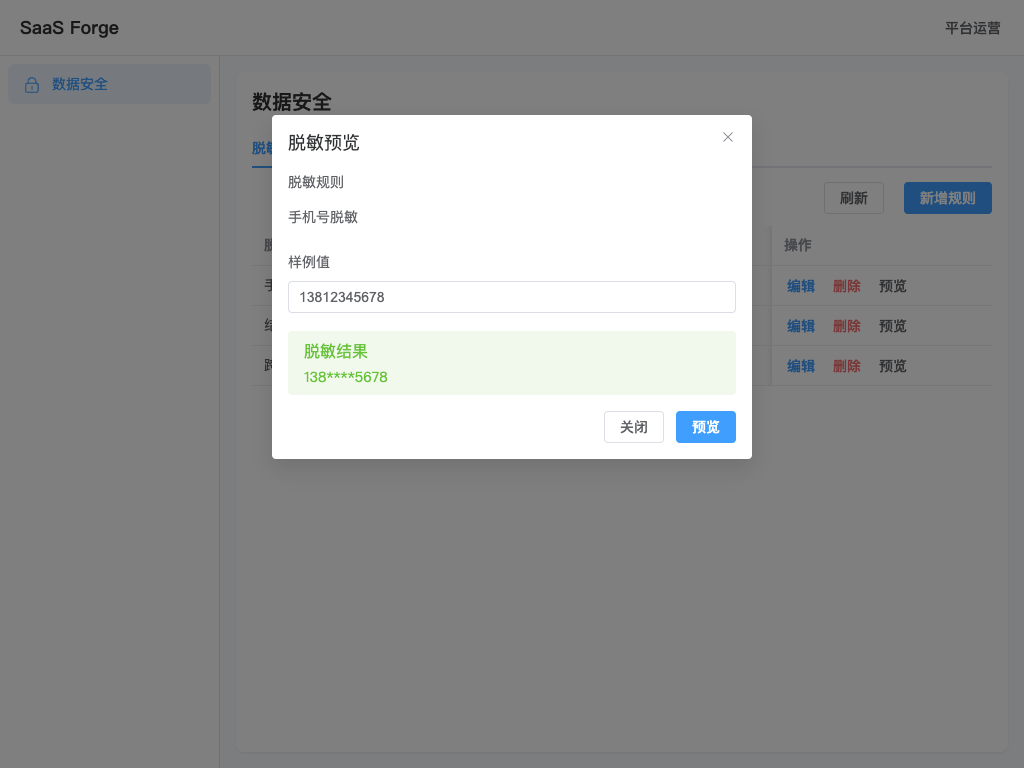 SaaS Forge
平台运营
数据安全
数据安全
脱敏预览
脱敏规则
手机号脱敏
样例值
13812345678
脱敏结果
138****5678
关闭
预览
刷新
新增规则
操作
编辑 删除 预览
编辑 删除 预览
编辑 删除 预览